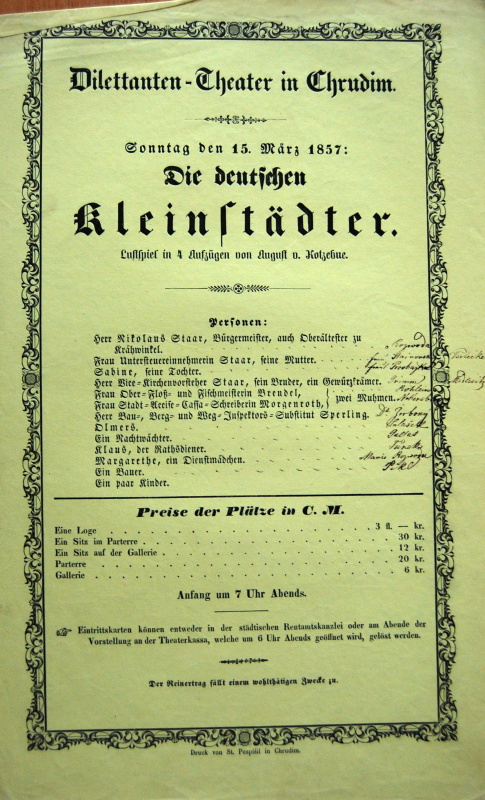 Dilettanten-Theater in Chrudim.
Sonntag den 15. März 1857:
Die deutschen
Kleinstädter.
Lustspiel in 4 Aufzügen von August v. Kotzebue.
Personen:
Herr Nikolaus Staar, Bürgermeister, auch Oberältester zu
Krähwinkel.
Frau Untersteuereinnehmerin Staar, seine Mutter.
Sabine, seine Tochter.
Herr Vice-Kirchenvorsteher Staar, sein Bruder, ein Gewürzkrämer.
Frau Ober-Floß- und Fischmeisterin Brendel,
Frau Stadt-Accise-Cassa-Schreiberin Morgenroth,
zwei Muhmen.
Herr Bau-, Berg- und Weg-Inspektors-Substitut Sperling.
Olmers.
Ein Nachtwächter.
Klaus, der Rathsdiener.
Margarethe, ein Dienstmädchen.
Ein Bauer.
Ein paar Kinder.
Preise der Plätze in C. M.
Eine Loge . . . 3 fl. — kr.
Ein Sitz im Parterre . . . 30 kr.
Ein Sitz auf der Gallerie . . . 12 kr.
Parterre . . . 20 kr.
Gallerie . . . 6 kr.
Anfang um 7 Uhr Abends.
☞ Eintrittskarten können entweder in der städtischen Rentamtskanzlei oder am Abende der
Vorstellung an der Theaterkassa, welche um 6 Uhr Abends geöffnet wird, gelöst werden.
Der Reinertrag fällt einem wohlthätigen Zwecke zu.
Druck von St. Pospišil in Chrudim.